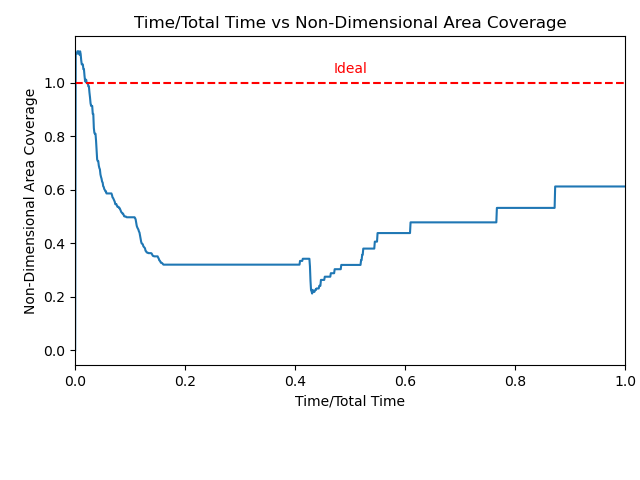 Time/Total Time vs Non-Dimensional Area Coverage
Ideal
Non-Dimensional Area Coverage
1.0
0.8
0.6
0.4
0.2
0.0
0.0 0.2 0.4 0.6 0.8 1.0
Time/Total Time